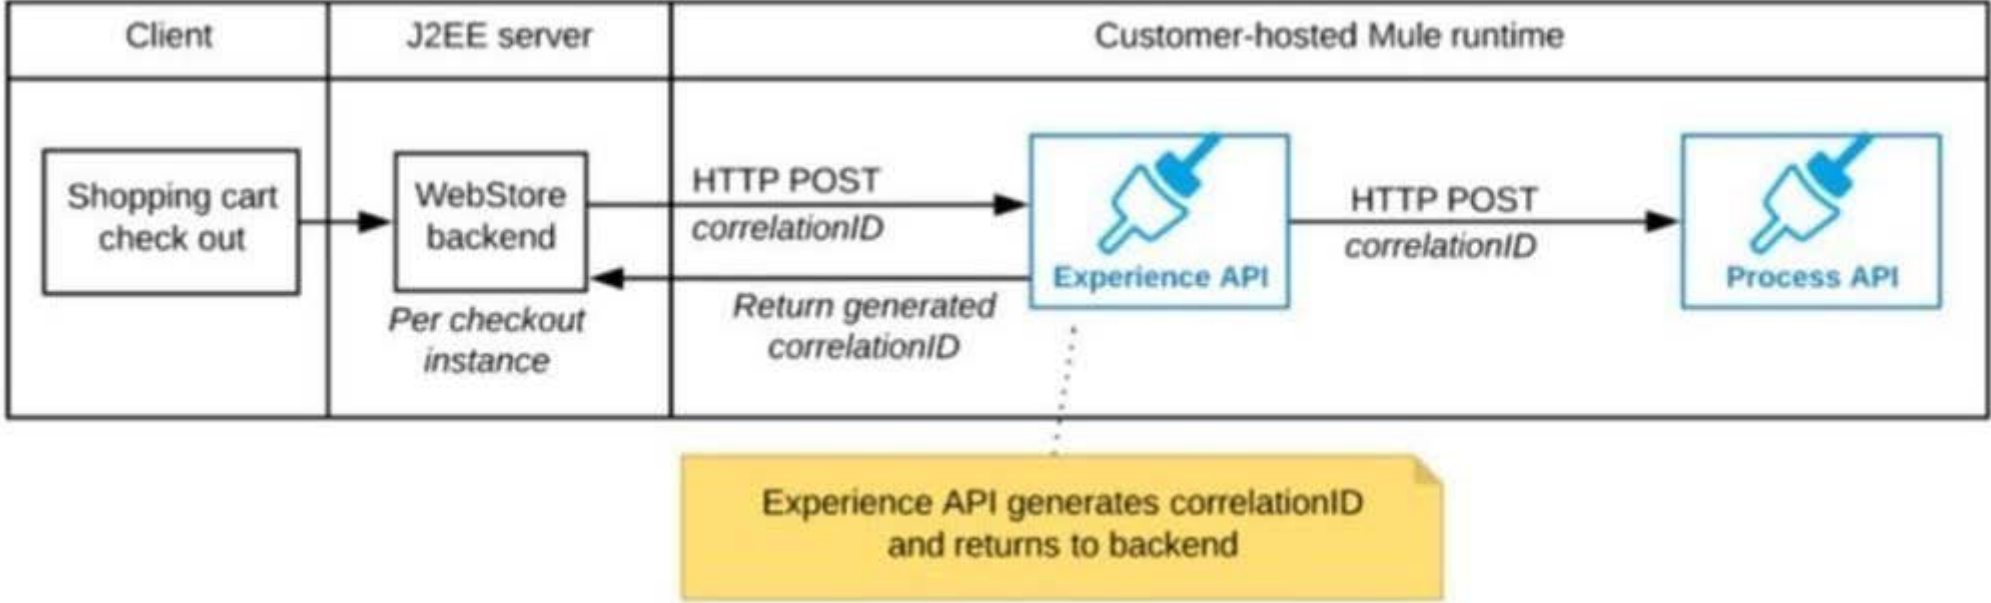 Client
J2EE server
Customer-hosted Mule runtime
Shopping cart
check out
WebStore
backend
Per checkout
instance
HTTP POST
correlationID
Return generated
correlationID
Experience API
HTTP POST
correlationID
Process API
Experience API generates correlationID
and returns to backend